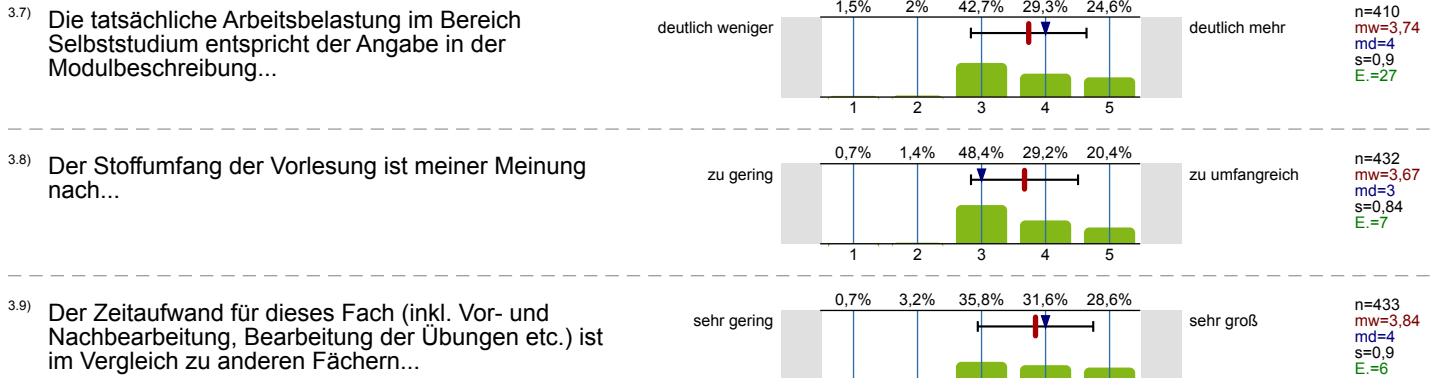 3.7) Die tatsächliche Arbeitsbelastung im Bereich
Selbststudium entspricht der Angabe in der
Modulbeschreibung...
deutlich weniger
1,5% 2% 42,7% 29,3% 24,6%
1 2 3 4 5
deutlich mehr
n=410
mw=3,74
md=4
s=0,9
E.=27
3.8) Der Stoffumfang der Vorlesung ist meiner Meinung
nach...
zu gering
0,7% 1,4% 48,4% 29,2% 20,4%
1 2 3 4 5
zu umfangreich
n=432
mw=3,67
md=3
s=0,84
E.=7
3.9) Der Zeitaufwand für dieses Fach (inkl. Vor- und
Nachbearbeitung, Bearbeitung der Übungen etc.) ist
im Vergleich zu anderen Fächern...
sehr gering
0,7% 3,2% 35,8% 31,6% 28,6%
sehr groß
n=433
mw=3,84
md=4
s=0,9
E.=6